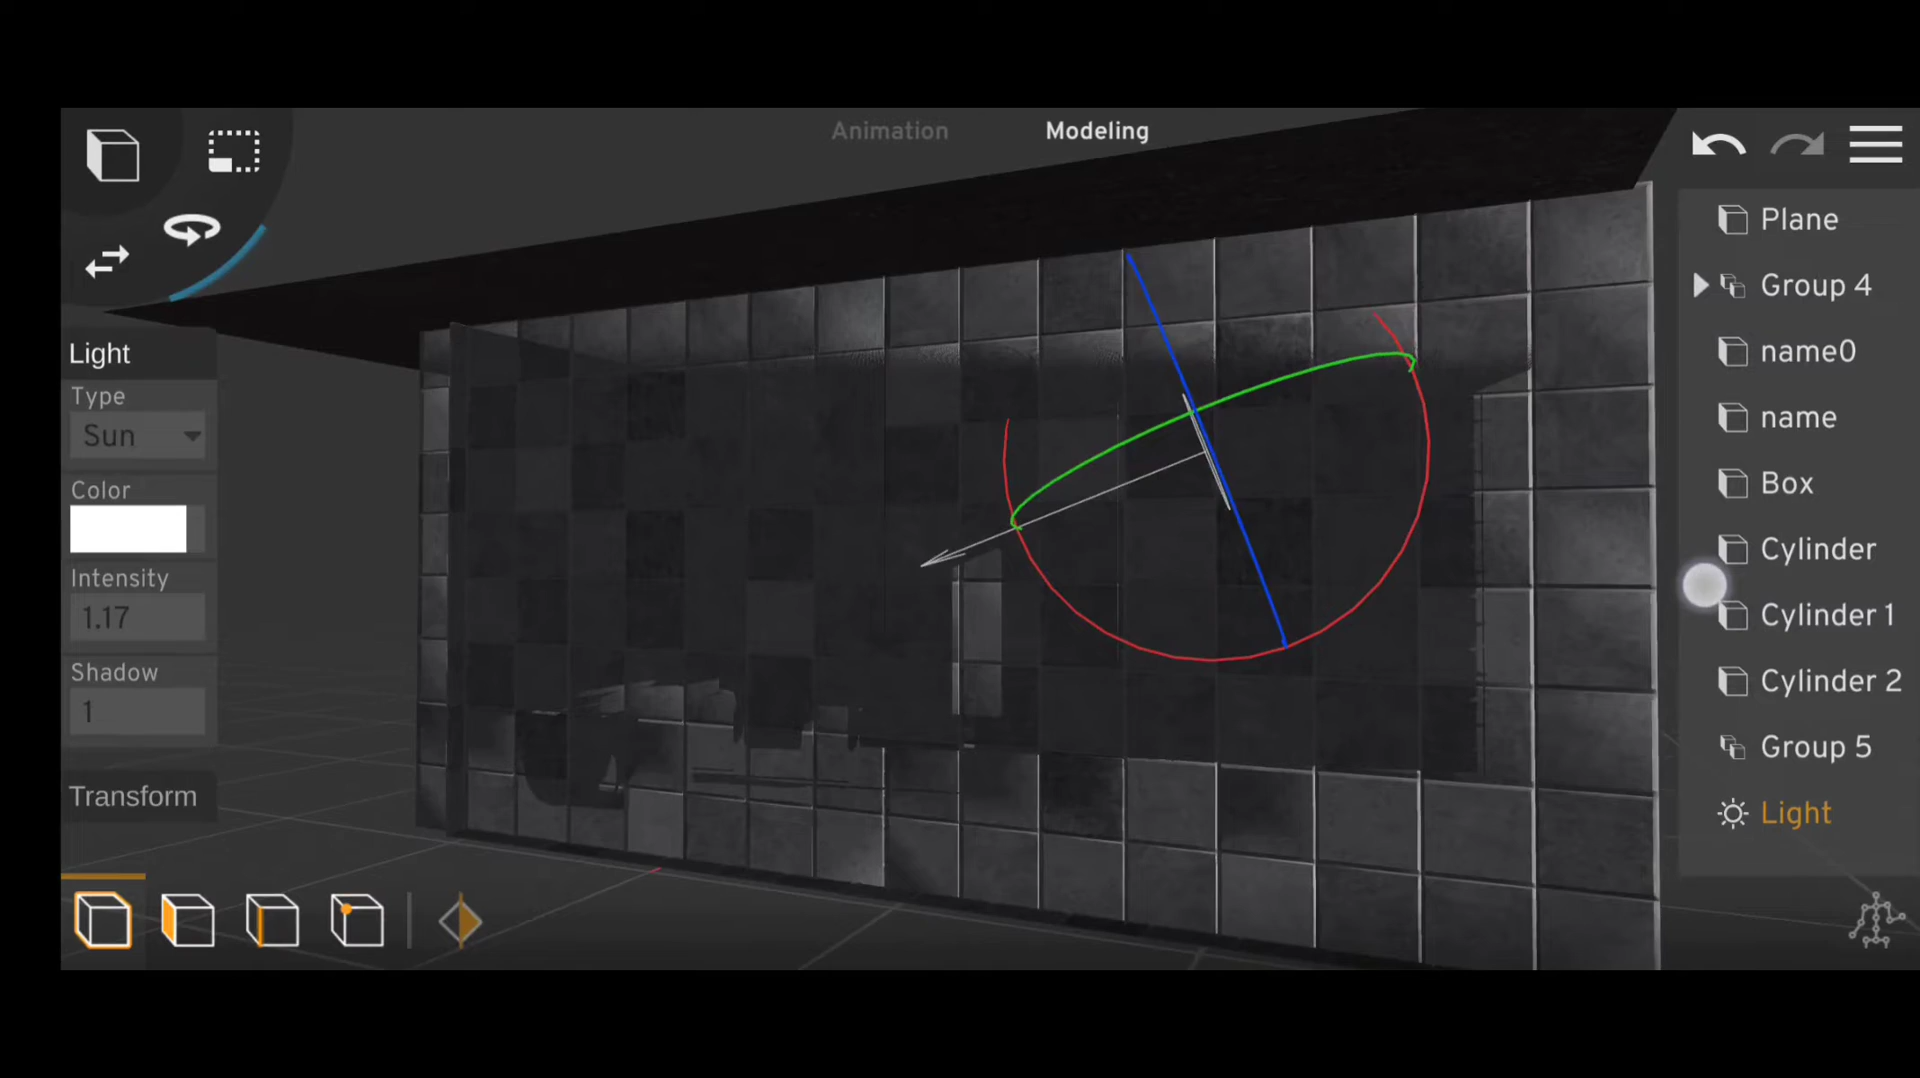 Animation
Modeling
Light
Type
Sun
Color
Intensity
1.17
Shadow
1
Transform
Plane
Group 4
name0
name
Box
Cylinder
Cylinder 1
Cylinder 2
Group 5
Light